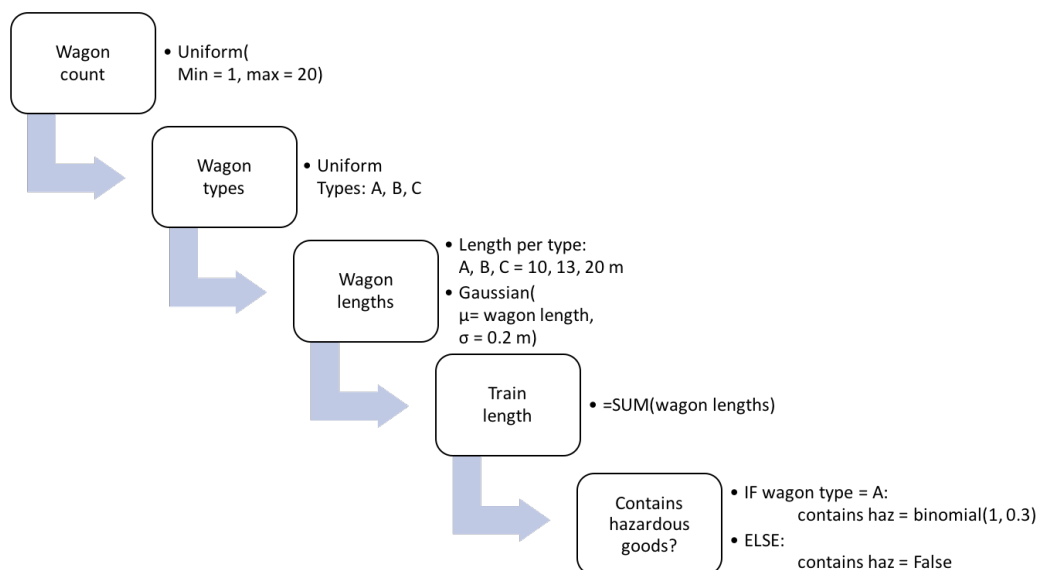 Wagon
count
• Uniform(
Min = 1, max = 20)
Wagon
types
• Uniform
Types: A, B, C
Wagon
lengths
• Length per type:
A, B, C = 10, 13, 20 m
• Gaussian(
μ= wagon length,
σ = 0.2 m)
Train
length
• =SUM(wagon lengths)
Contains
hazardous
goods?
• IF wagon type = A:
contains haz = binomial(1, 0.3)
• ELSE:
contains haz = False